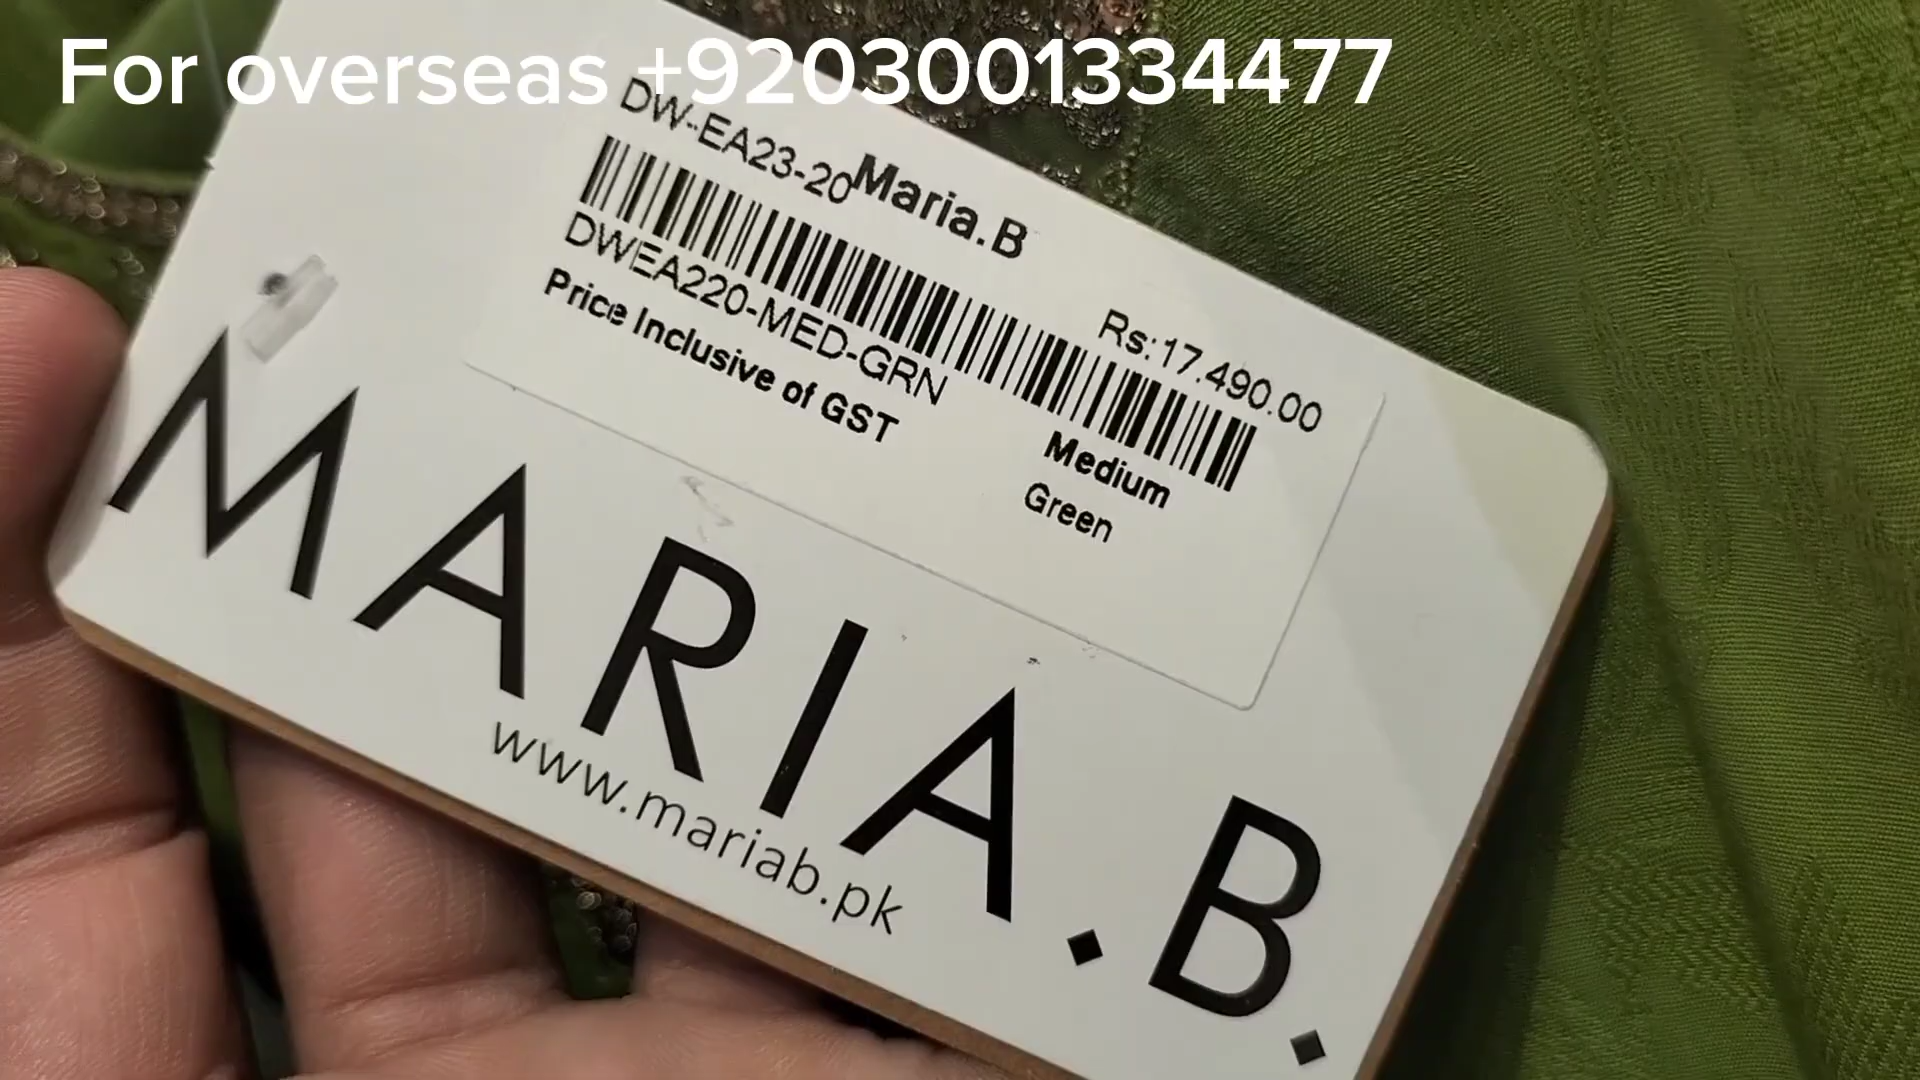 For overseas +9203001334477
Maria.B
DW-EA23-20
Rs:17,490.00
DWEA220-MED-GRN
Medium
Price Inclusive of GST
Green
MARIA.B.
www.mariab.pk